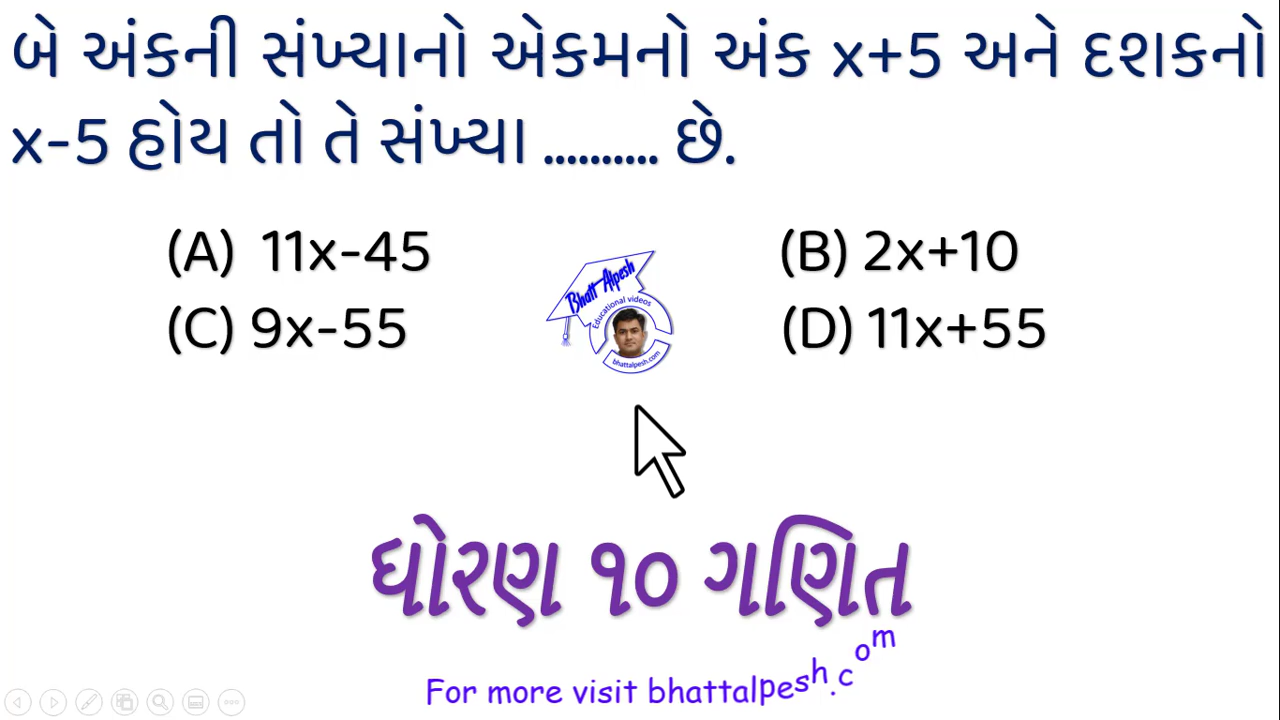 બે અંકની સંખ્યાનો એકમનો અંક x+5 અને દશકનો
x-5 હોય તો તે સંખ્યા .......... છે.
(A) 11x-45 (B) 2x+10
(C) 9x-55 (D) 11x+55
Bhatt Alpesh
Educational videos
bhattalpesh.com
ધોરણ ૧૦ ગણિત
For more visit bhattalpesh.com